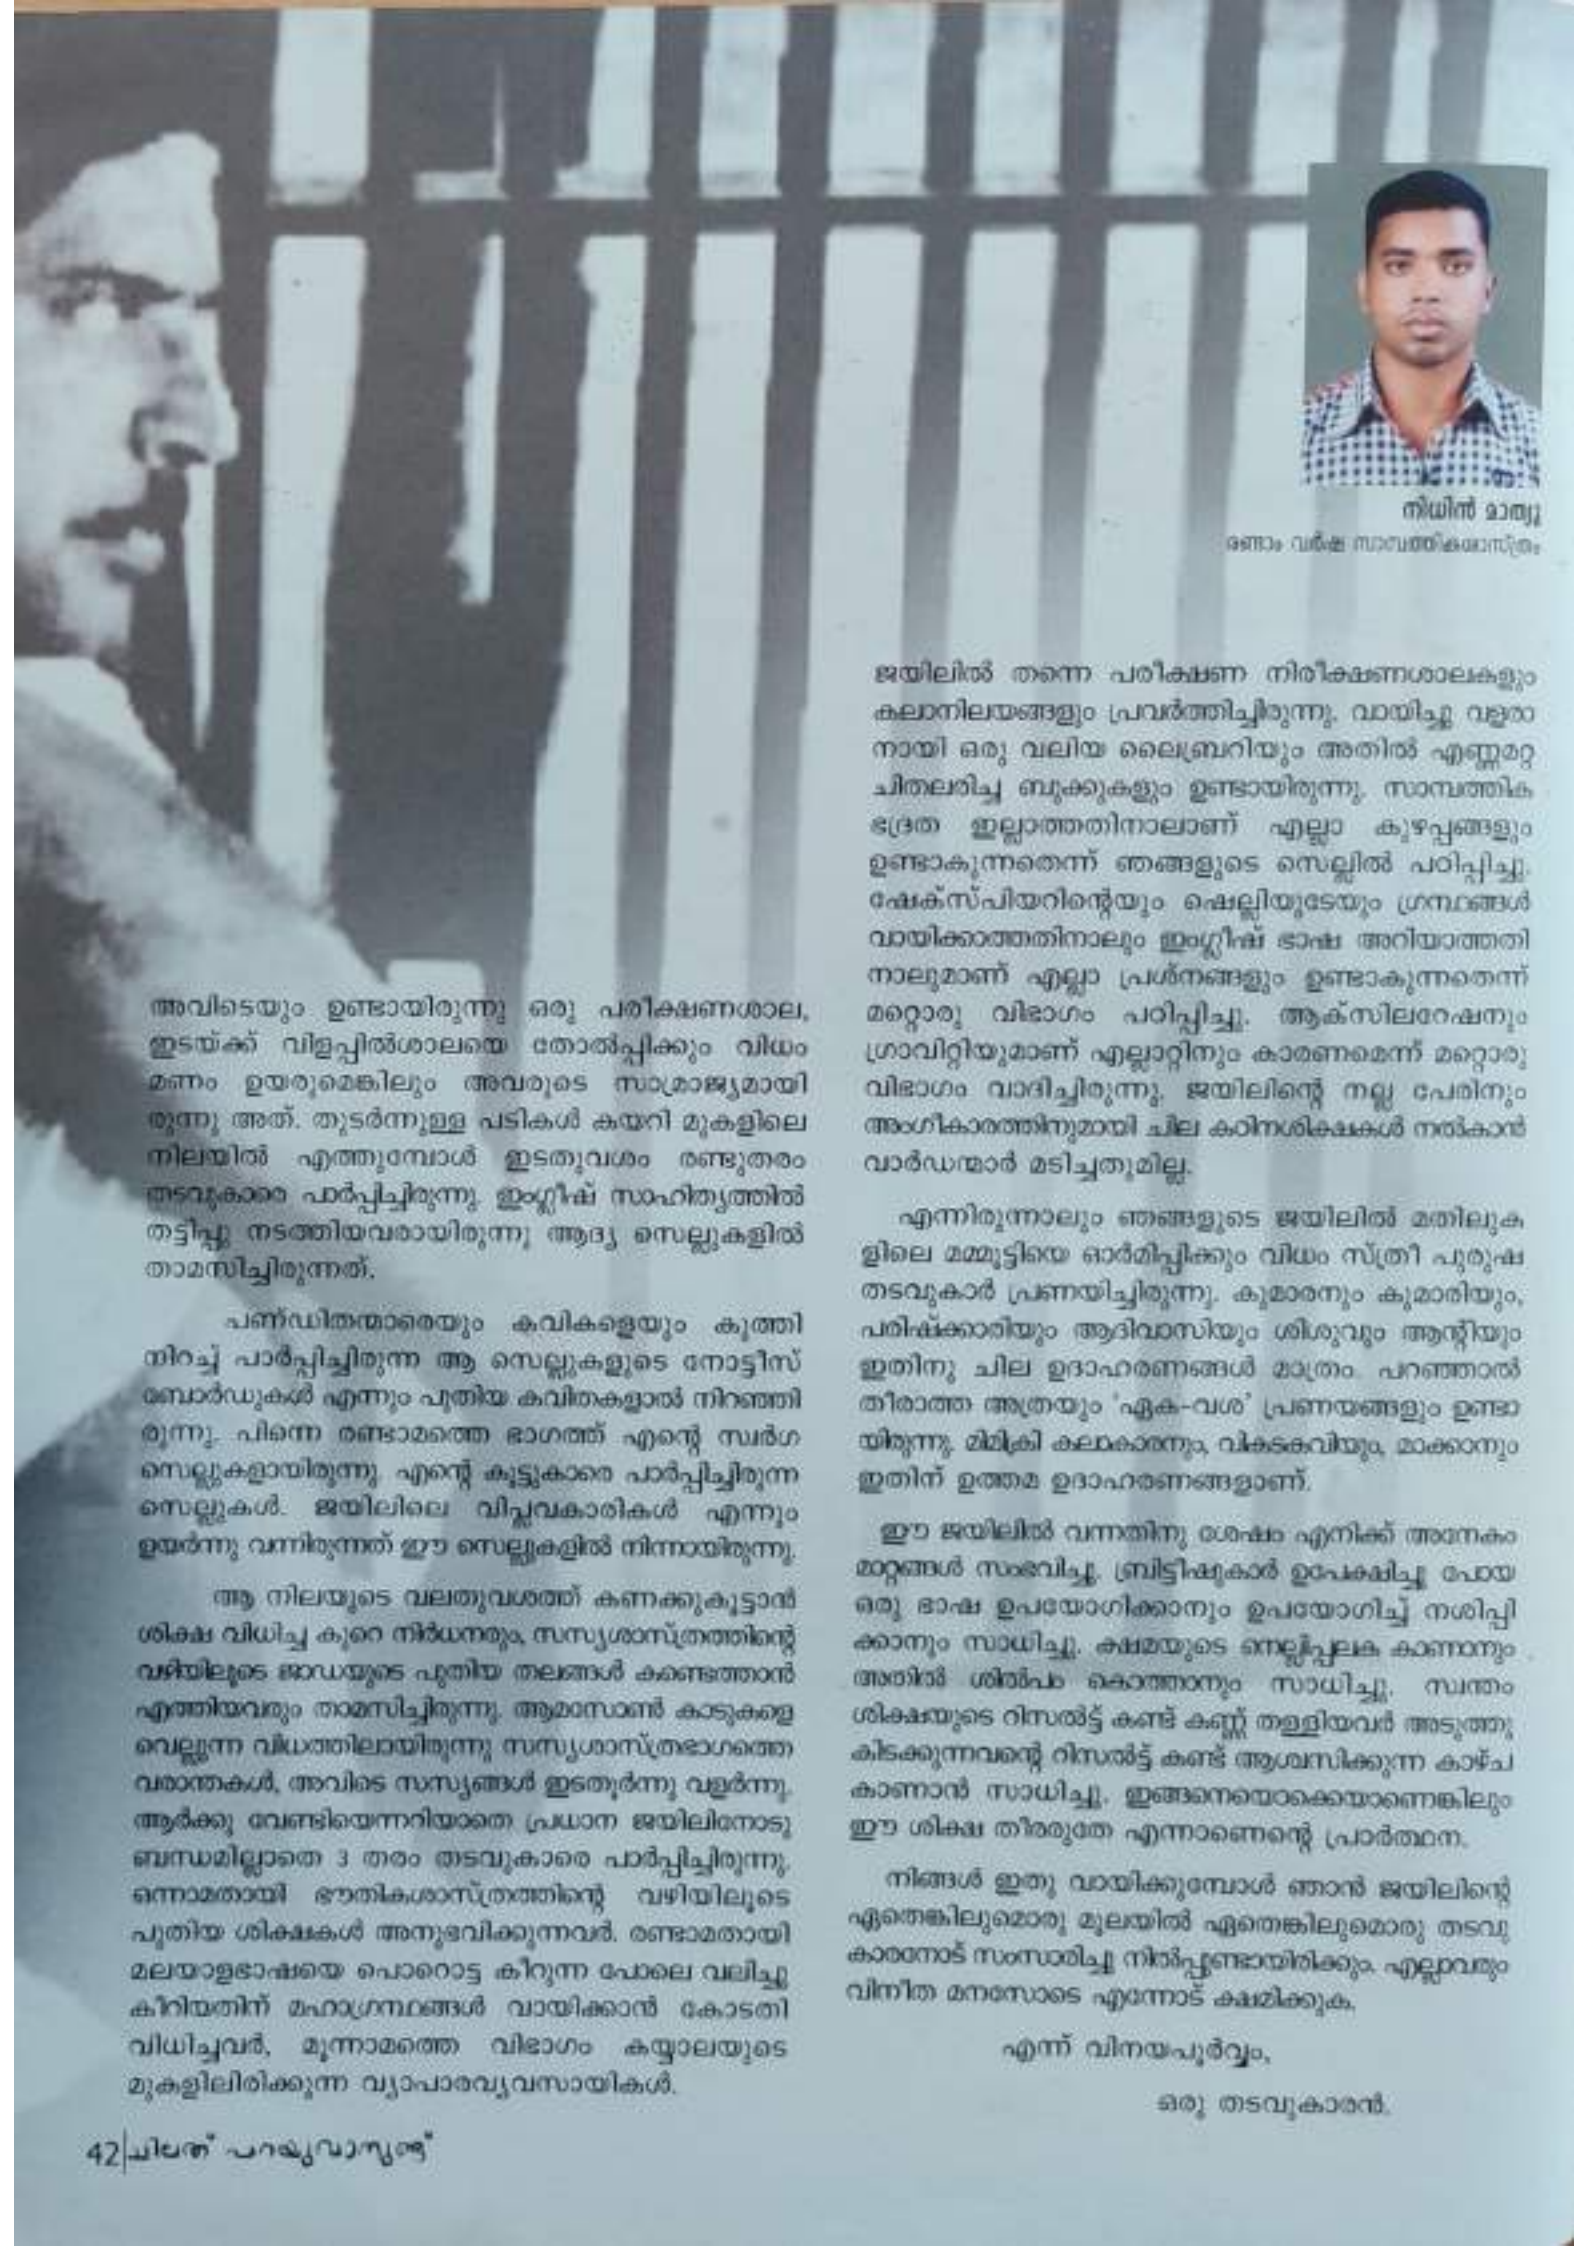 നിധിൻ മാത്യു
രണ്ടാം വർഷ സാമ്പത്തികശാസ്ത്രം
അവിടെയും ഉണ്ടായിരുന്നു ഒരു പരീക്ഷണശാല,
ഇടയ്ക്ക് വിളപ്പിൽശാലയെ തോൽപ്പിക്കും വിധം
മണം ഉയരുമെങ്കിലും അവരുടെ സാമ്രാജ്യമായി
രുന്നു അത്. തുടർന്നുള്ള പടികൾ കയറി മുകളിലെ
നിലയിൽ എത്തുമ്പോൾ ഇടതുവശം രണ്ടുതരം
തടവുകാരെ പാർപ്പിച്ചിരുന്നു. ഇംഗ്ലീഷ് സാഹിത്യത്തിൽ
തട്ടിപ്പു നടത്തിയവരായിരുന്നു ആദ്യ സെല്ലുകളിൽ
താമസിച്ചിരുന്നത്.
പണ്ഡിതന്മാരെയും കവികളെയും കുത്തി
നിറച്ച് പാർപ്പിച്ചിരുന്ന ആ സെല്ലുകളുടെ നോട്ടീസ്
ബോർഡുകൾ എന്നും പുതിയ കവിതകളാൽ നിറഞ്ഞി
രുന്നു. പിന്നെ രണ്ടാമത്തെ ഭാഗത്ത് എന്റെ സ്വർഗ
സെല്ലുകളായിരുന്നു. എന്റെ കൂട്ടുകാരെ പാർപ്പിച്ചിരുന്ന
സെല്ലുകൾ. ജയിലിലെ വിപ്ലവകാരികൾ എന്നും
ഉയർന്നു വന്നിരുന്നത് ഈ സെല്ലുകളിൽ നിന്നായിരുന്നു.
ആ നിലയുടെ വലതുവശത്ത് കണക്കുകൂട്ടാൻ
ശിക്ഷ വിധിച്ച കുറെ നിർധനരും, സസ്യശാസ്ത്രത്തിന്റെ
വഴിയിലൂടെ ജാഡയുടെ പുതിയ തലങ്ങൾ കണ്ടെത്താൻ
എത്തിയവരും താമസിച്ചിരുന്നു. ആമസോൺ കാടുകളെ
വെല്ലുന്ന വിധത്തിലായിരുന്നു സസ്യശാസ്ത്രഭാഗത്തെ
വരാന്തകൾ, അവിടെ സസ്യങ്ങൾ ഇടതൂർന്നു വളർന്നു.
ആർക്കു വേണ്ടിയെന്നറിയാതെ പ്രധാന ജയിലിനോടു
ബന്ധമില്ലാതെ 3 തരം തടവുകാരെ പാർപ്പിച്ചിരുന്നു.
ഒന്നാമതായി ഭൗതികശാസ്ത്രത്തിന്റെ വഴിയിലൂടെ
പുതിയ ശിക്ഷകൾ അനുഭവിക്കുന്നവർ. രണ്ടാമതായി
മലയാളഭാഷയെ പൊറൊട്ട കീറുന്ന പോലെ വലിച്ചു
കീറിയതിന് മഹാഗ്രന്ഥങ്ങൾ വായിക്കാൻ കോടതി
വിധിച്ചവർ, മൂന്നാമത്തെ വിഭാഗം കയ്യാലയുടെ
മുകളിലിരിക്കുന്ന വ്യാപാരവ്യവസായികൾ.
ജയിലിൽ തന്നെ പരീക്ഷണ നിരീക്ഷണശാലകളും
കലാനിലയങ്ങളും പ്രവർത്തിച്ചിരുന്നു. വായിച്ചു വളരാ
നായി ഒരു വലിയ ലൈബ്രറിയും അതിൽ എണ്ണമറ്റ
ചിതലരിച്ച ബുക്കുകളും ഉണ്ടായിരുന്നു. സാമ്പത്തിക
ഭദ്രത ഇല്ലാത്തതിനാലാണ് എല്ലാ കുഴപ്പങ്ങളും
ഉണ്ടാകുന്നതെന്ന് ഞങ്ങളുടെ സെല്ലിൽ പഠിപ്പിച്ചു.
ഷേക്സ്പിയറിന്റെയും ഷെല്ലിയുടേയും ഗ്രന്ഥങ്ങൾ
വായിക്കാത്തതിനാലും ഇംഗ്ലീഷ് ഭാഷ അറിയാത്തതി
നാലുമാണ് എല്ലാ പ്രശ്നങ്ങളും ഉണ്ടാകുന്നതെന്ന്
മറ്റൊരു വിഭാഗം പഠിപ്പിച്ചു. ആക്സിലറേഷനും
ഗ്രാവിറ്റിയുമാണ് എല്ലാറ്റിനും കാരണമെന്ന് മറ്റൊരു
വിഭാഗം വാദിച്ചിരുന്നു. ജയിലിന്റെ നല്ല പേരിനും
അംഗീകാരത്തിനുമായി ചില കഠിനശിക്ഷകൾ നൽകാൻ
വാർഡന്മാർ മടിച്ചതുമില്ല.
എന്നിരുന്നാലും ഞങ്ങളുടെ ജയിലിൽ മതിലുക
ളിലെ മമ്മൂട്ടിയെ ഓർമിപ്പിക്കും വിധം സ്ത്രീ പുരുഷ
തടവുകാർ പ്രണയിച്ചിരുന്നു. കുമാരനും കുമാരിയും,
പരിഷ്ക്കാരിയും ആദിവാസിയും ശിശുവും ആന്റിയും
ഇതിനു ചില ഉദാഹരണങ്ങൾ മാത്രം. പറഞ്ഞാൽ
തീരാത്ത അത്രയും 'ഏക-വശ' പ്രണയങ്ങളും ഉണ്ടാ
യിരുന്നു. മിമിക്രി കലാകാരനും, വികടകവിയും, മാക്കാനും
ഇതിന് ഉത്തമ ഉദാഹരണങ്ങളാണ്.
ഈ ജയിലിൽ വന്നതിനു ശേഷം എനിക്ക് അനേകം
മാറ്റങ്ങൾ സംഭവിച്ചു. ബ്രിട്ടീഷുകാർ ഉപേക്ഷിച്ചു പോയ
ഒരു ഭാഷ ഉപയോഗിക്കാനും ഉപയോഗിച്ച് നശിപ്പി
ക്കാനും സാധിച്ചു. ക്ഷമയുടെ നെല്ലിപ്പലക കാണാനും
അതിൽ ശിൽപം കൊത്താനും സാധിച്ചു. സ്വന്തം
ശിക്ഷയുടെ റിസൽട്ട് കണ്ട് കണ്ണ് തള്ളിയവർ അടുത്തു
കിടക്കുന്നവന്റെ റിസൽട്ട് കണ്ട് ആശ്വസിക്കുന്ന കാഴ്ച
കാണാൻ സാധിച്ചു. ഇങ്ങനെയൊക്കെയാണെങ്കിലും
ഈ ശിക്ഷ തീരരുതേ എന്നാണെന്റെ പ്രാർത്ഥന.
നിങ്ങൾ ഇതു വായിക്കുമ്പോൾ ഞാൻ ജയിലിന്റെ
ഏതെങ്കിലുമൊരു മൂലയിൽ ഏതെങ്കിലുമൊരു തടവു
കാരനോട് സംസാരിച്ചു നിൽപ്പുണ്ടായിരിക്കും. എല്ലാവരും
വിനീത മനസോടെ എന്നോട് ക്ഷമിക്കുക.
എന്ന് വിനയപൂർവ്വം,
ഒരു തടവുകാരൻ.
42|ചിലത് പറയുവാനുണ്ട്